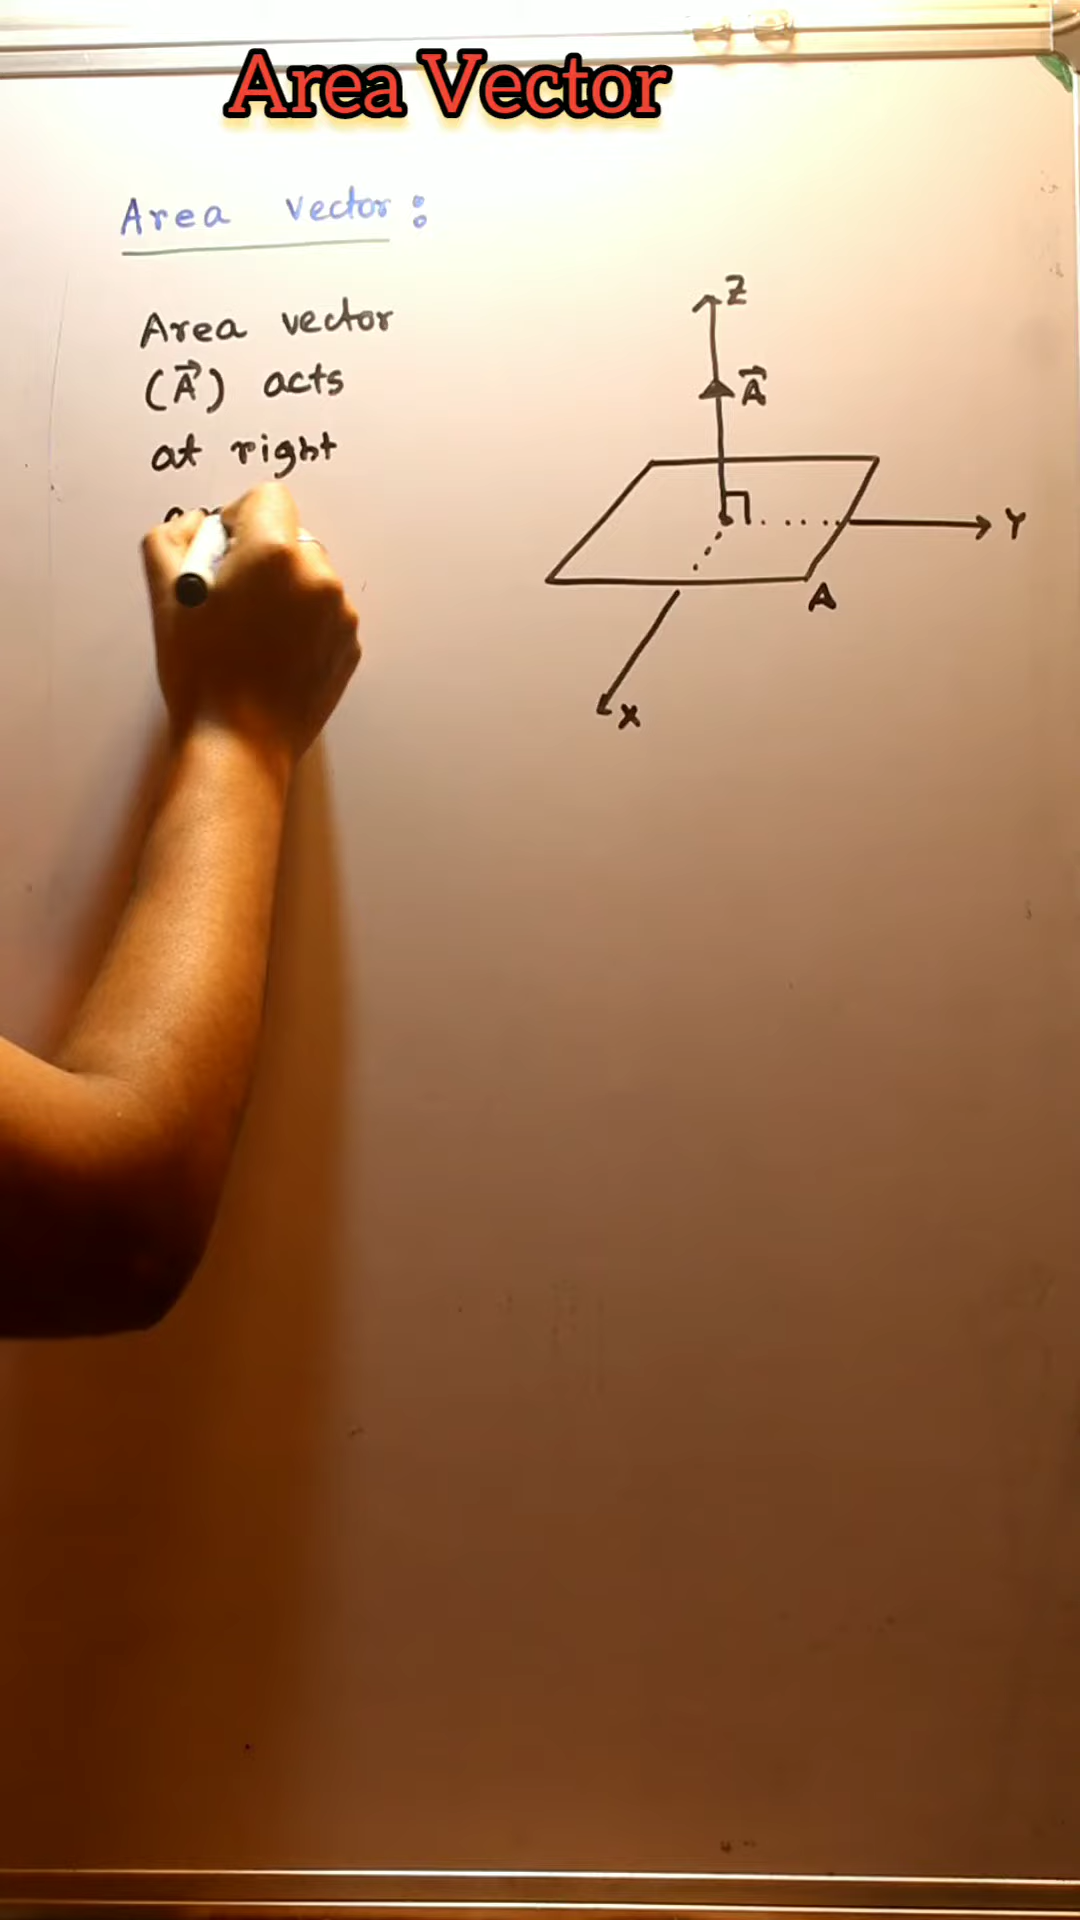 Area Vector
Area vector :
Area vector
(A⃗) acts
at right
Z
A⃗
Y
A
X